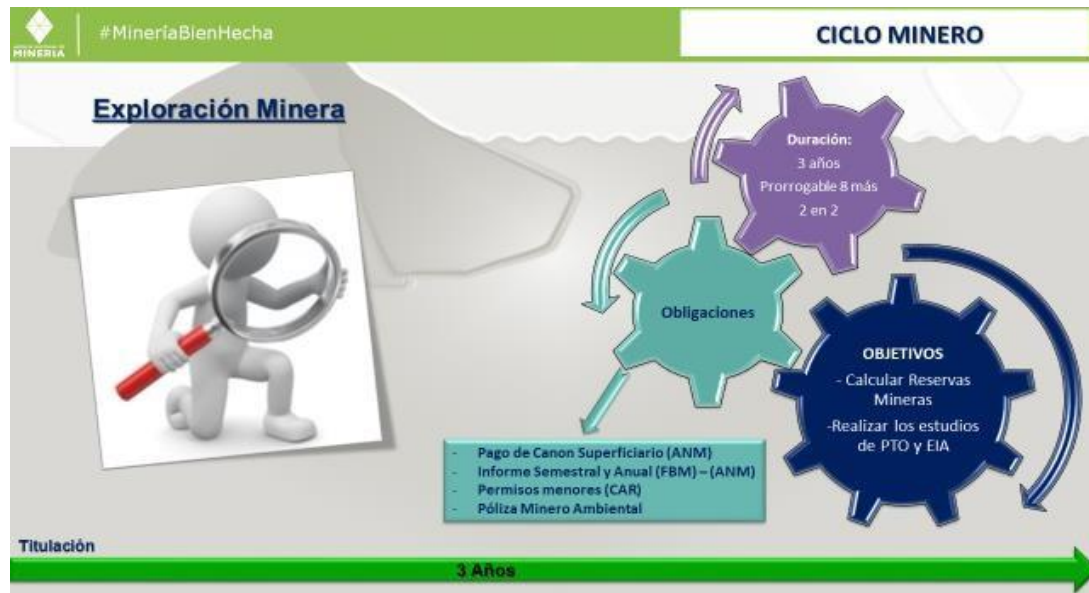 #MineríaBienHecha
CICLO MINERO
MINERÍA
Exploración Minera
Duración:
3 años
Prorrogable 8 más
2 en 2
Obligaciones
OBJETIVOS
- Calcular Reservas
Mineras
-Realizar los estudios
de PTO y EIA
- Pago de Canon Superficiario (ANM)
- Informe Semestral y Anual (FBM) – (ANM)
- Permisos menores (CAR)
- Póliza Minero Ambiental
Titulación
3 Años